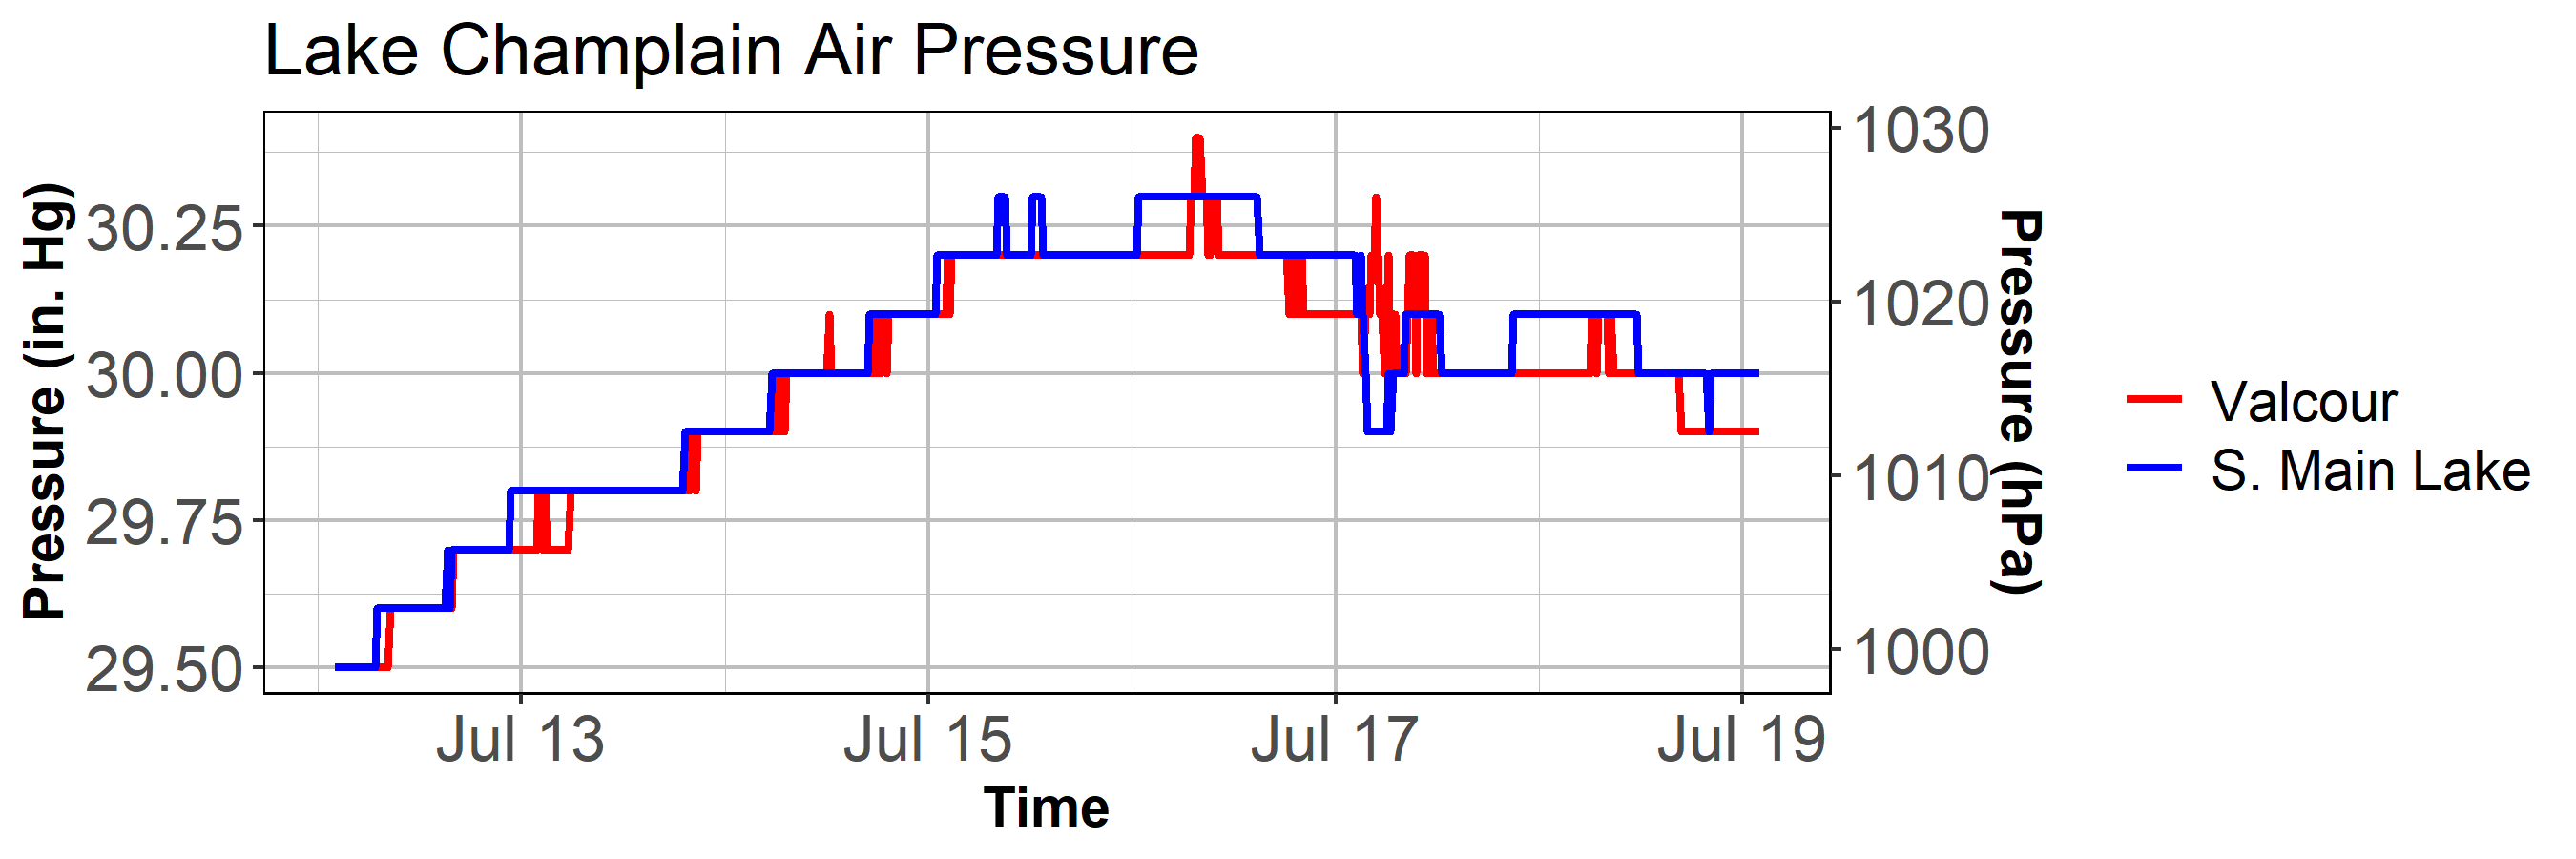 Lake Champlain Air Pressure
Pressure (in. Hg)
30.25
30.00
29.75
29.50
1030
1020
1010
1000
Pressure (hPa)
Jul 13
Jul 15
Jul 17
Jul 19
Time
Valcour
S. Main Lake